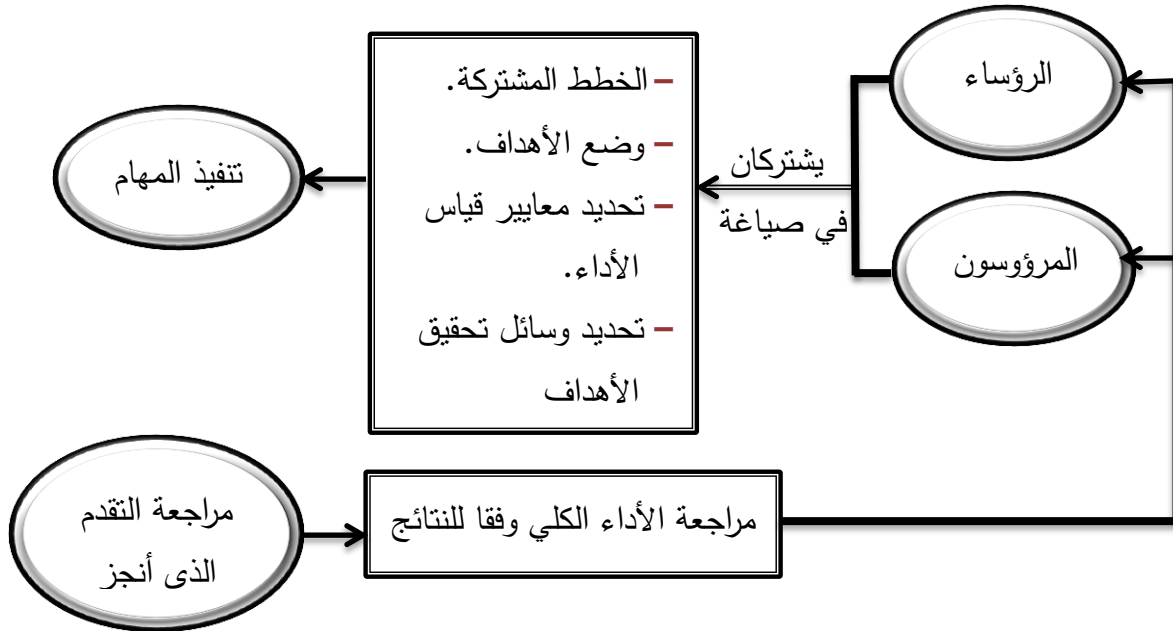 الرؤساء
المرؤوسون
يشتركان
في صياغة
– الخطط المشتركة.
– وضع الأهداف.
– تحديد معايير قياس
الأداء.
– تحديد وسائل تحقيق
الأهداف
تنفيذ المهام
مراجعة التقدم
الذى أنجز
مراجعة الأداء الكلي وفقا للنتائج